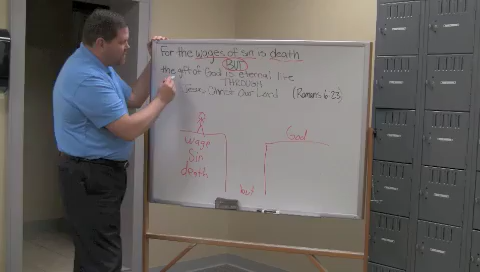 For the wages of sin is death
BUT
the gift of God is eternal life
through
Jesus Christ Our Lord (Romans 6:23)
wage
Sin
death
God
but